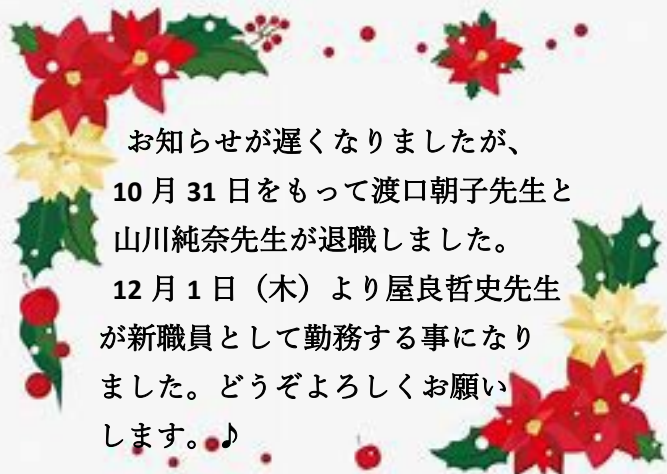 お知らせが遅くなりましたが、
10月31日をもって渡口朝子先生と
山川純奈先生が退職しました。
12月1日（木）より屋良哲史先生
が新職員として勤務する事になり
ました。どうぞよろしくお願い
します。♪